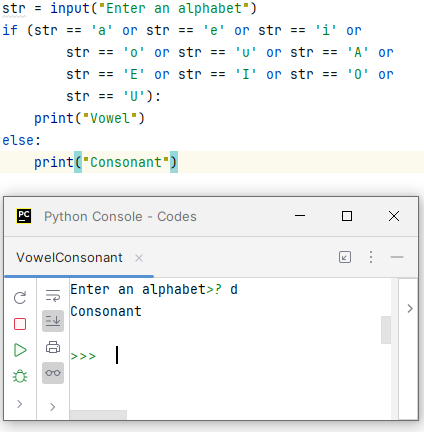 str = input("Enter an alphabet")
if (str == 'a' or str == 'e' or str == 'i' or
        str == 'o' or str == 'u' or str == 'A' or
        str == 'E' or str == 'I' or str == 'O' or
        str == 'U'):
    print("Vowel")
else:
    print("Consonant")
PC Python Console - Codes
VowelConsonant
Enter an alphabet>? d
Consonant
>>>